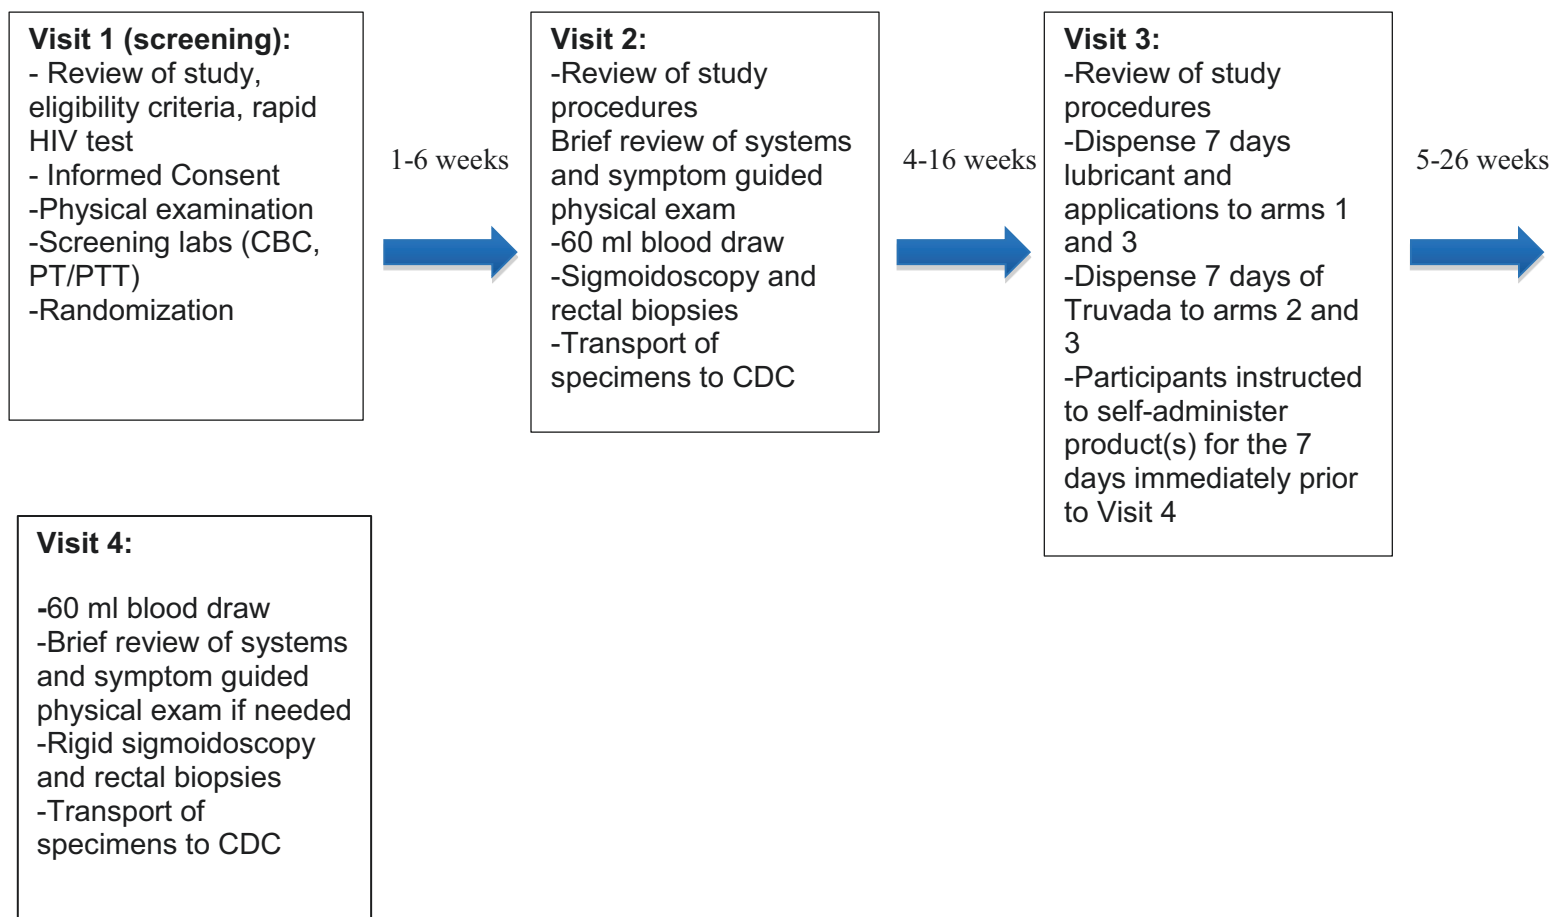 Visit 1 (screening):
- Review of study,
eligibility criteria, rapid
HIV test
- Informed Consent
-Physical examination
-Screening labs (CBC,
PT/PTT)
-Randomization
1-6 weeks
Visit 2:
-Review of study
procedures
Brief review of systems
and symptom guided
physical exam
-60 ml blood draw
-Sigmoidoscopy and
rectal biopsies
-Transport of
specimens to CDC
4-16 weeks
Visit 3:
-Review of study
procedures
-Dispense 7 days
lubricant and
applications to arms 1
and 3
-Dispense 7 days of
Truvada to arms 2 and
3
-Participants instructed
to self-administer
product(s) for the 7
days immediately prior
to Visit 4
5-26 weeks
Visit 4:
-60 ml blood draw
-Brief review of systems
and symptom guided
physical exam if needed
-Rigid sigmoidoscopy
and rectal biopsies
-Transport of
specimens to CDC